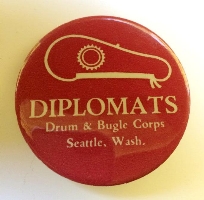 DIPLOMATS
Drum & Bugle Corps
Seattle, Wash.